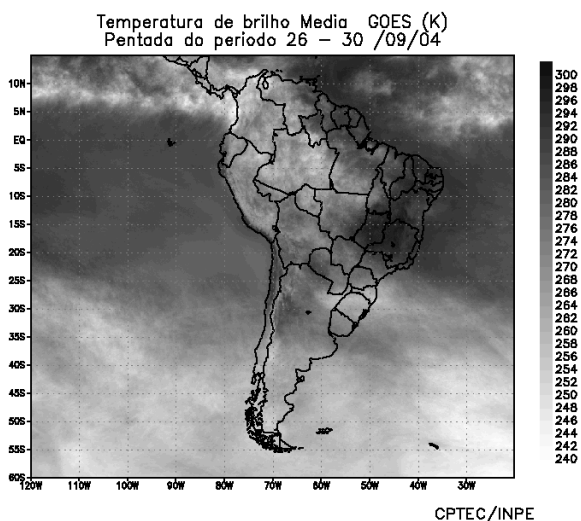 Temperatura de brilho Media GOES (K)
Pentada do periodo 26 - 30 /09/04
10N
5N
EQ
5S
10S
15S
20S
25S
30S
35S
40S
45S
50S
55S
60S
120W 110W 100W 90W 80W 70W 60W 50W 40W 30W
300
298
296
294
292
290
288
286
284
282
280
278
276
274
272
270
268
266
264
262
260
258
256
254
252
250
248
246
244
242
240
CPTEC/INPE